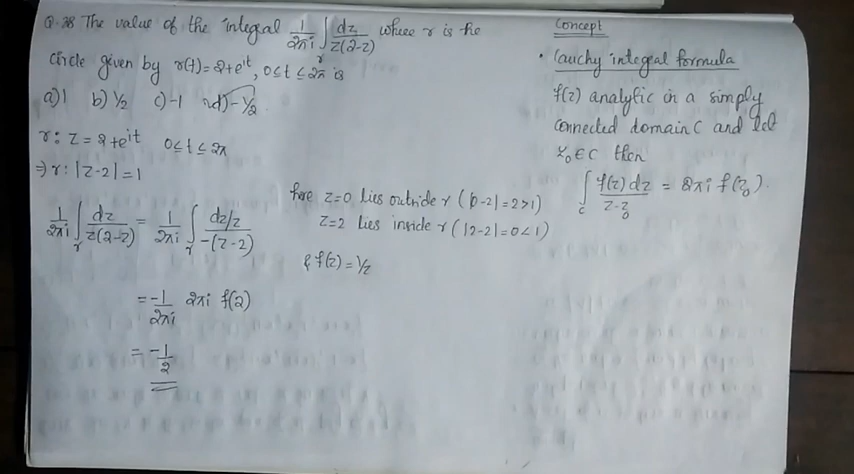 Q.38 The value of the integral 1/2πi ∫_γ dz/z(2-z) where γ is the
circle given by γ(t)=2+e^it, 0≤t≤2π is
a) 1 b) 1/2 c) -1 d) -1/2
γ: z = 2+e^it 0≤t≤2π
⇒ γ: |z-2|=1
1/2πi ∫_γ dz/z(2-z) = 1/2πi ∫_γ dz/z / -(z-2)
= -1/2πi 2πi f(2)
= -1/2
here z=0 lies outside γ (|0-2|=2>1)
z=2 lies inside γ (|2-2|=0<1)
& f(z)=1/z
Concept
• Cauchy integral formula
f(z) analytic in a simply
connected domain C and let
z₀∈C then
∫_C f(z)dz/z-z₀ = 2πi f(z₀).